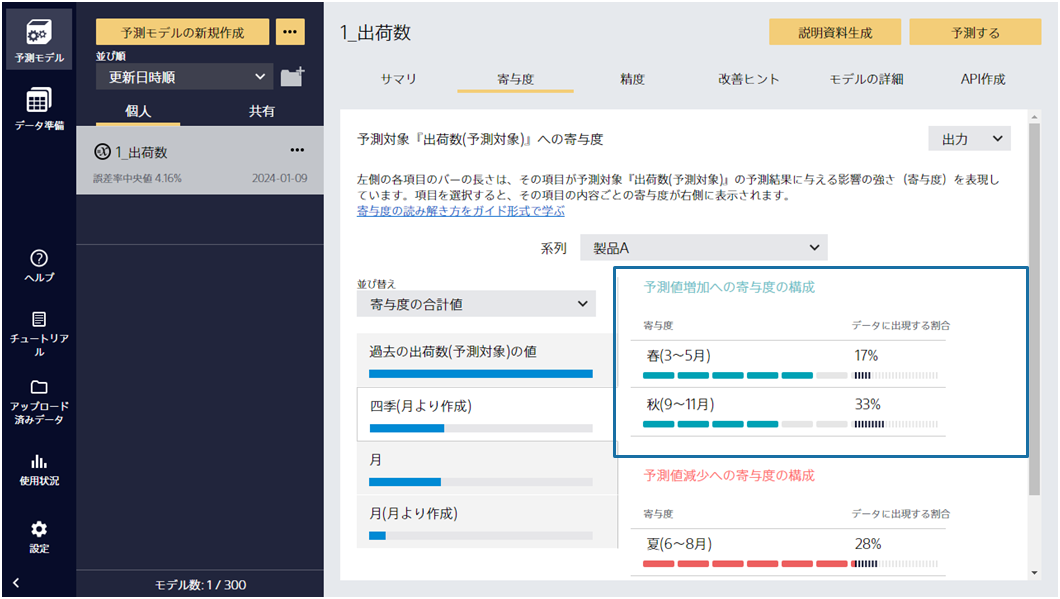 予測モデル
データ準備
ヘルプ
チュートリア
ル
アップロード
済みデータ
使用状況
設定
予測モデルの新規作成
並び順
更新日時順
個人
共有
1_出荷数
誤差率中央値 4.16%
2024-01-09
モデル数: 1 / 300
1_出荷数
説明資料生成
予測する
サマリ
寄与度
精度
改善ヒント
モデルの詳細
API作成
予測対象『出荷数(予測対象)』への寄与度
出力
左側の各項目のバーの長さは、その項目が予測対象『出荷数(予測対象)』の予測結果に与える影響の強さ（寄与度）を表現し
ています。項目を選択すると、その項目の内容ごとの寄与度が右側に表示されます。
寄与度の読み解き方をガイド形式で学ぶ
系列
製品A
並び替え
寄与度の合計値
過去の出荷数(予測対象)の値
四季(月より作成)
月
月(月より作成)
予測値増加への寄与度の構成
寄与度
データに出現する割合
春(3～5月)
17%
秋(9～11月)
33%
予測値減少への寄与度の構成
寄与度
データに出現する割合
夏(6～8月)
28%